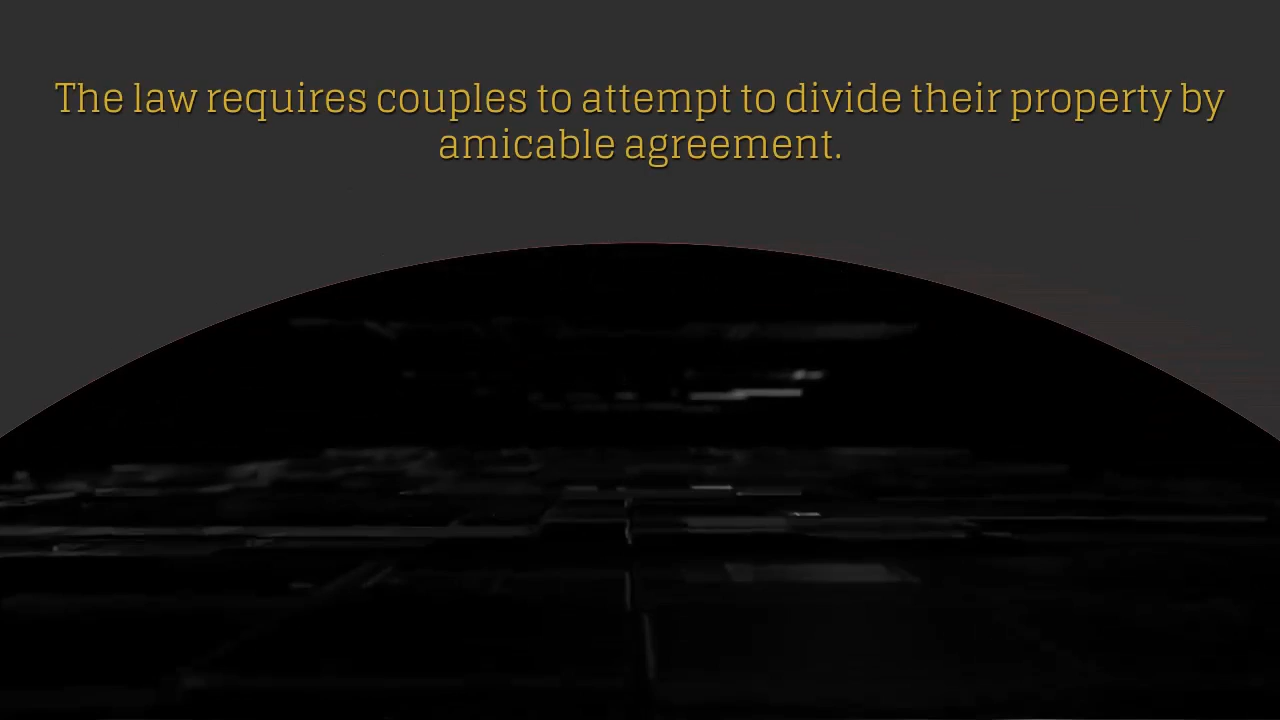 The law requires couples to attempt to divide their property by
amicable agreement.